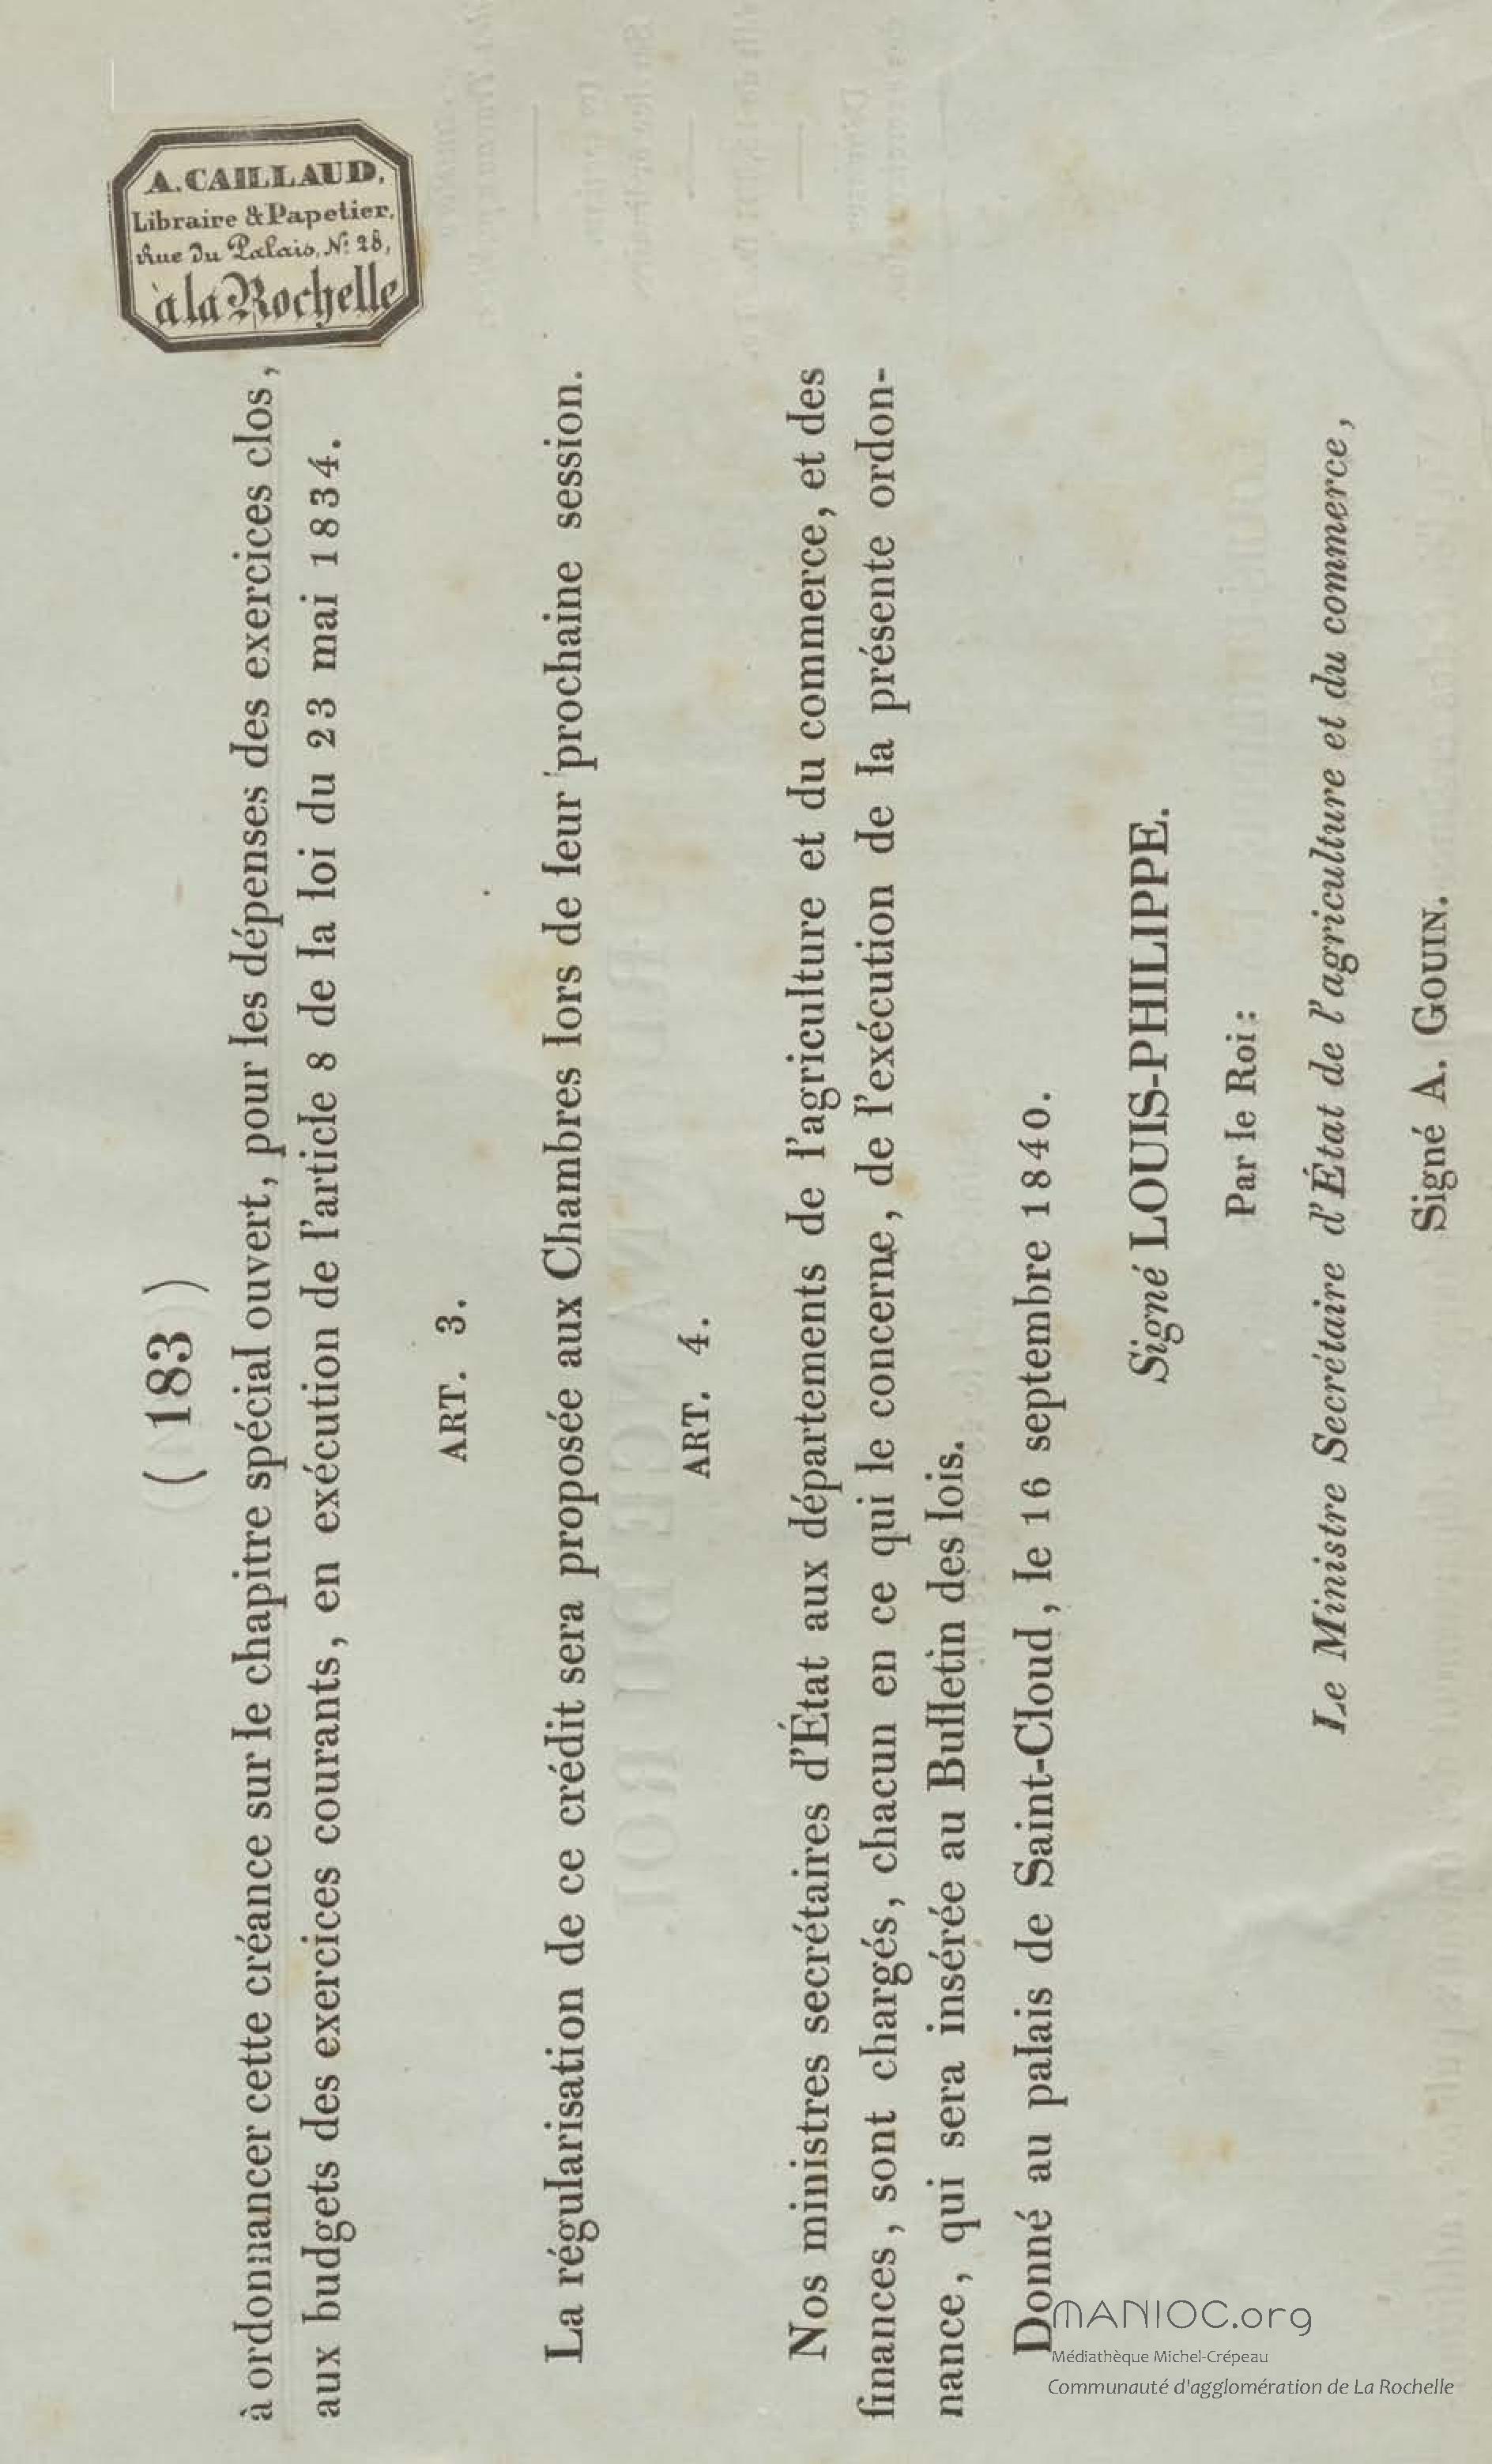 ( 183 )
à ordonnancer cette créance sur le chapitre spécial ouvert, pour les dépenses des exercices clos,
aux budgets des exercices courants, en exécution de l'article 8 de la loi du 23 mai 1834.
ART. 3.
La régularisation de ce crédit sera proposée aux Chambres lors de leur prochaine session.
ART. 4.
Nos ministres secrétaires d'État aux départements de l'agriculture et du commerce, et des
finances, sont chargés, chacun en ce qui le concerne, de l'exécution de la présente ordon-
nance, qui sera insérée au Bulletin des lois.
Donné au palais de Saint-Cloud, le 16 septembre 1840.
Signé LOUIS-PHILIPPE.
Par le Roi:
Le Ministre Secrétaire d'État de l'agriculture et du commerce,
Signé A. GOUIN.
A. CAILLAUD,
Libraire & Papetier,
Rue du Palais, N: 28,
à la Rochelle
MANIOC.org
Médiathèque Michel-Crépeau
Communauté d'agglomération de La Rochelle